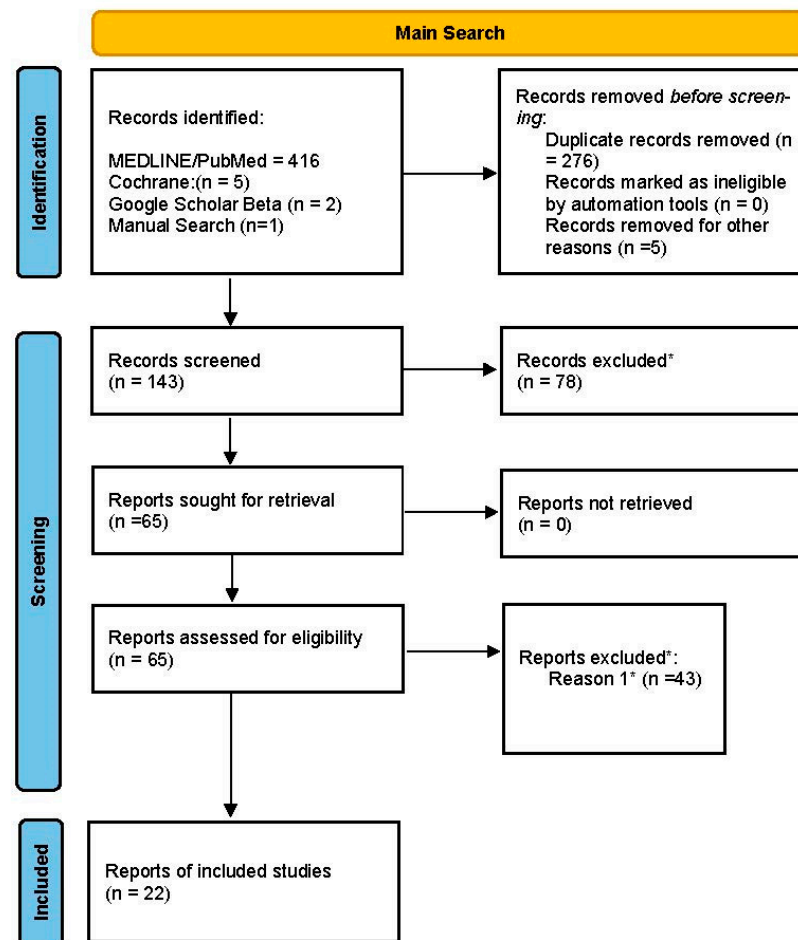 Main Search
Identification
Records identified:
MEDLINE/PubMed = 416
Cochrane:(n = 5)
Google Scholar Beta (n = 2)
Manual Search (n=1)
Records removed before screen-
ing:
Duplicate records removed (n
= 276)
Records marked as ineligible
by automation tools (n = 0)
Records removed for other
reasons (n =5)
Screening
Records screened
(n = 143)
Records excluded*
(n = 78)
Reports sought for retrieval
(n =65)
Reports not retrieved
(n = 0)
Reports assessed for eligibility
(n = 65)
Reports excluded*:
Reason 1* (n =43)
Included
Reports of included studies
(n = 22)